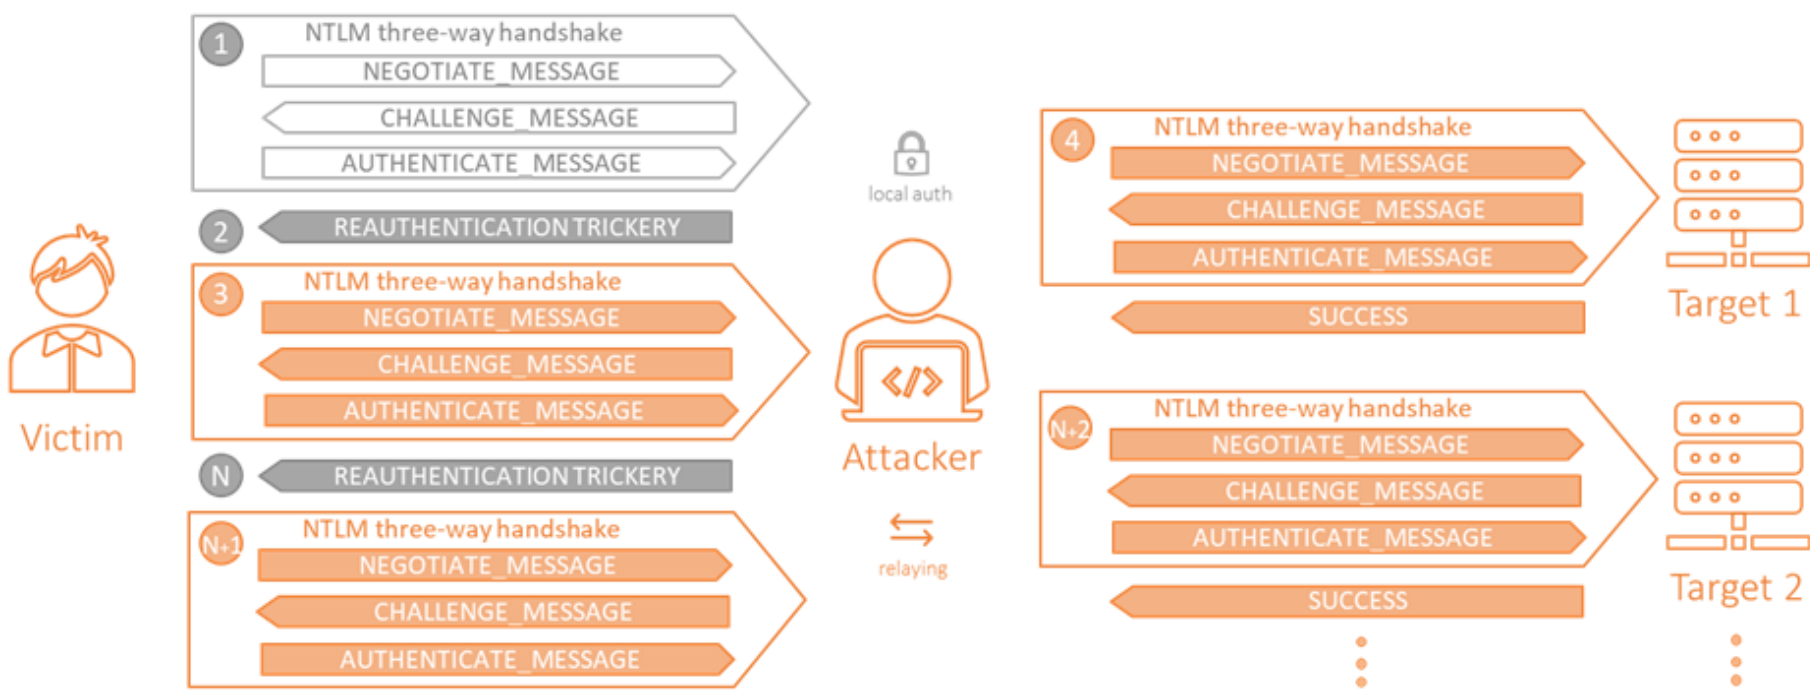 1
NTLM three-way handshake
NEGOTIATE_MESSAGE
CHALLENGE_MESSAGE
AUTHENTICATE_MESSAGE
2
REAUTHENTICATION TRICKERY
3
NTLM three-way handshake
NEGOTIATE_MESSAGE
CHALLENGE_MESSAGE
AUTHENTICATE_MESSAGE
Victim
N
REAUTHENTICATION TRICKERY
N+1
NTLM three-way handshake
NEGOTIATE_MESSAGE
CHALLENGE_MESSAGE
AUTHENTICATE_MESSAGE
local auth
</>
Attacker
relaying
4
NTLM three-way handshake
NEGOTIATE_MESSAGE
CHALLENGE_MESSAGE
AUTHENTICATE_MESSAGE
SUCCESS
Target 1
N+2
NTLM three-way handshake
NEGOTIATE_MESSAGE
CHALLENGE_MESSAGE
AUTHENTICATE_MESSAGE
SUCCESS
Target 2